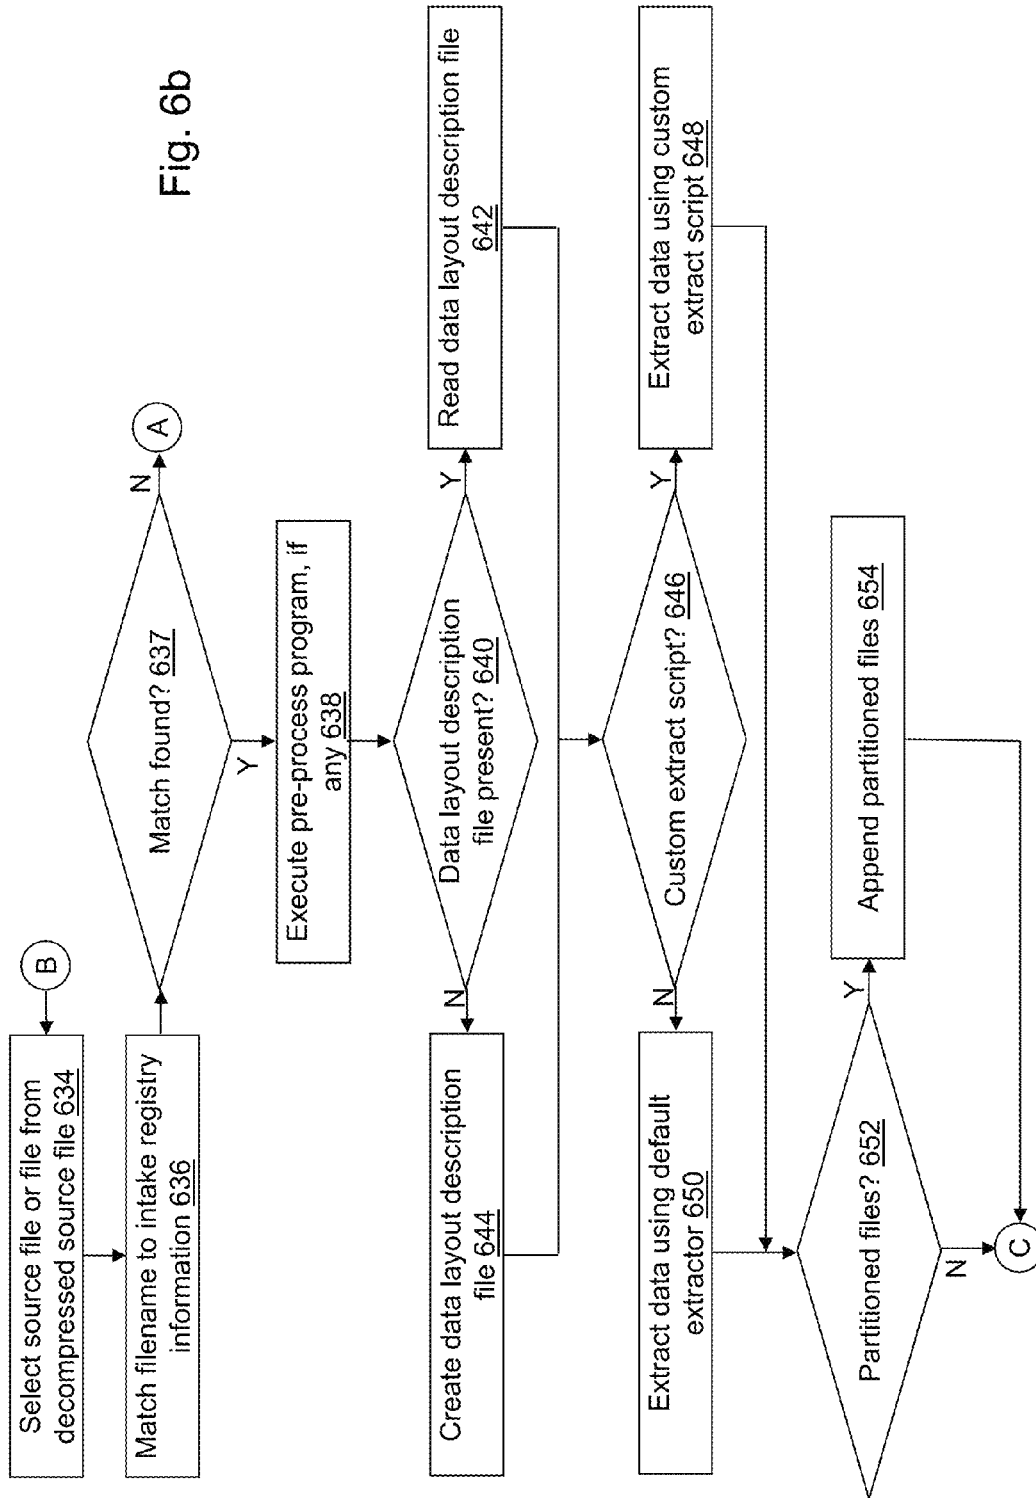 Fig. 6b
B
Select source file or file from
decompressed source file 634
Match filename to intake registry
information 636
Match found? 637
N
A
Y
Execute pre-process program, if
any 638
Data layout description
file present? 640
N
Y
Create data layout description
file 644
Read data layout description file
642
Custom extract script? 646
N
Y
Extract data using default
extractor 650
Extract data using custom
extract script 648
Partitioned files? 652
Y
N
Append partitioned files 654
C